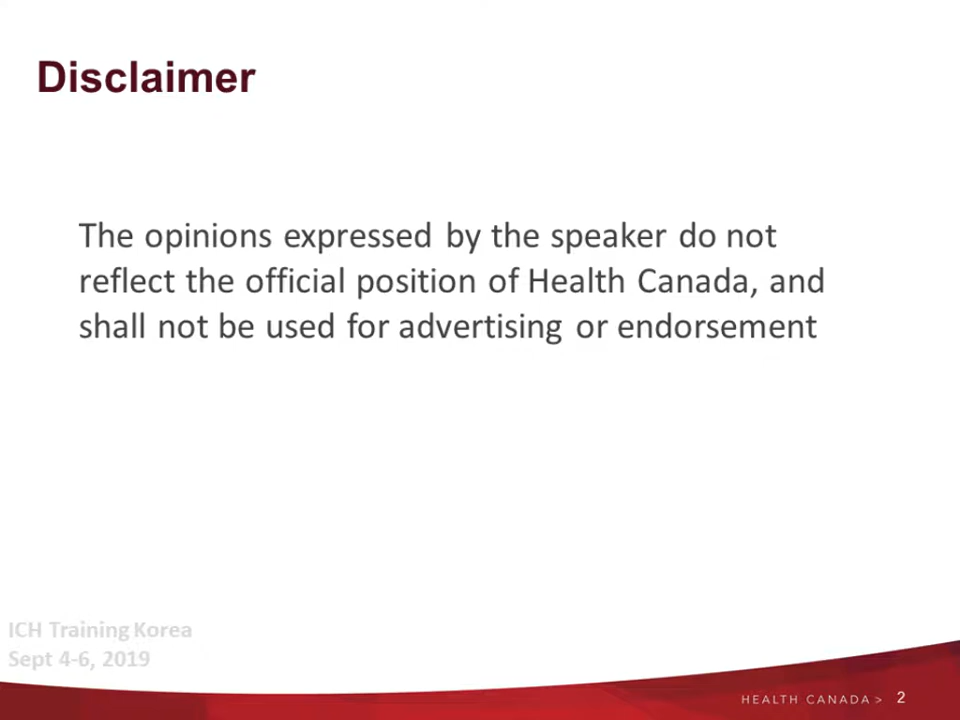 Disclaimer
The opinions expressed by the speaker do not
reflect the official position of Health Canada, and
shall not be used for advertising or endorsement
ICH Training Korea
Sept 4-6, 2019
HEALTH CANADA > 2